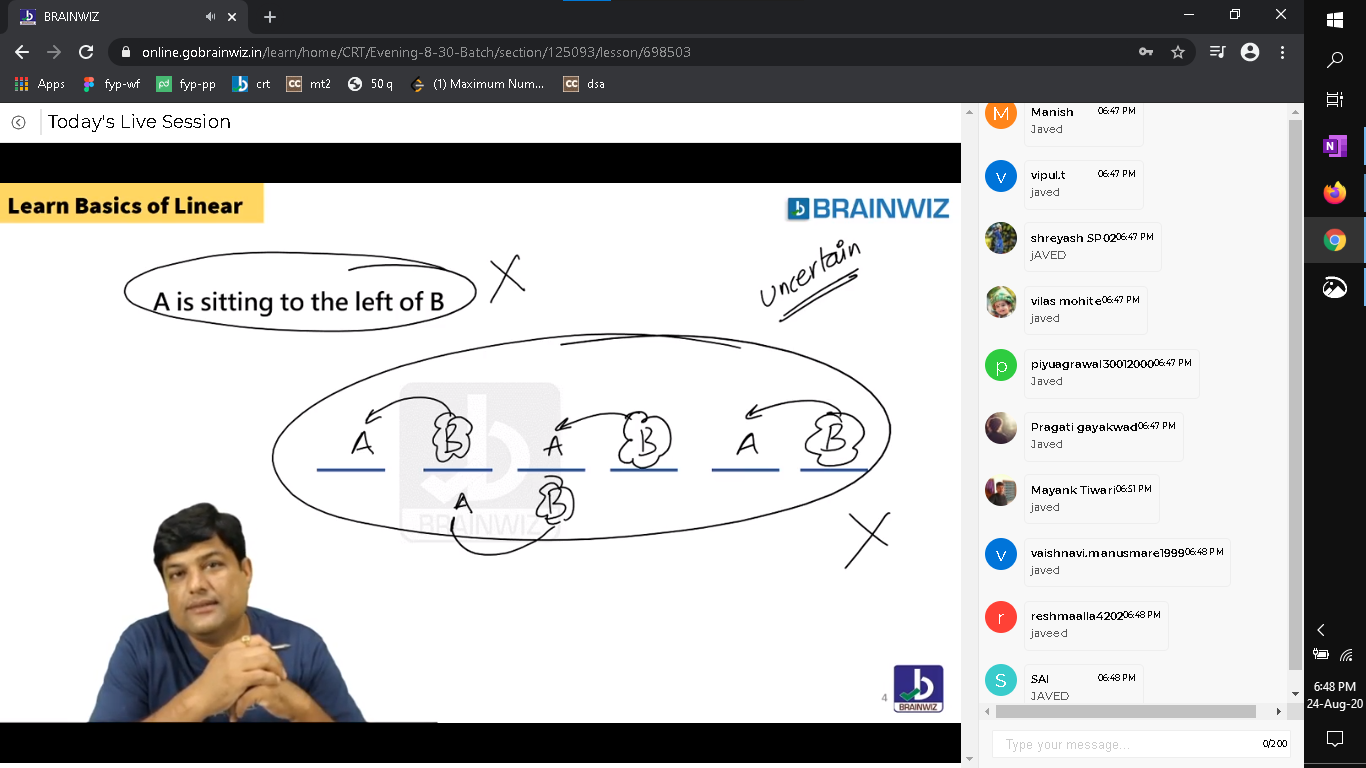 BRAINWIZ
online.gobrainwiz.in/learn/home/CRT/Evening-8-30-Batch/section/125093/lesson/698503
Apps fyp-wf fyp-pp crt mt2 50 q (1) Maximum Num... dsa
Today's Live Session
Learn Basics of Linear
BRAINWIZ
uncertain
A is sitting to the left of B X
A B A B A B
A B
BRAINWIZ
X
4
BRAINWIZ
M
Manish 06:47 PM
Javed
v
vipul.t 06:47 PM
javed
shreyash SP02 06:47 PM
jAVED
vilas mohite 06:47 PM
javed
p
piyuagrawal30012000 06:47 PM
Javed
Pragati gayakwad 06:47 PM
Javed
Mayank Tiwari 06:51 PM
Javed
v
vaishnavi.manusmare1999 06:48 PM
javed
r
reshmaalla4202 06:48 PM
javeed
S
SAI 06:48 PM
JAVED
Type your message... 0/200
6:48 PM
24-Aug-20